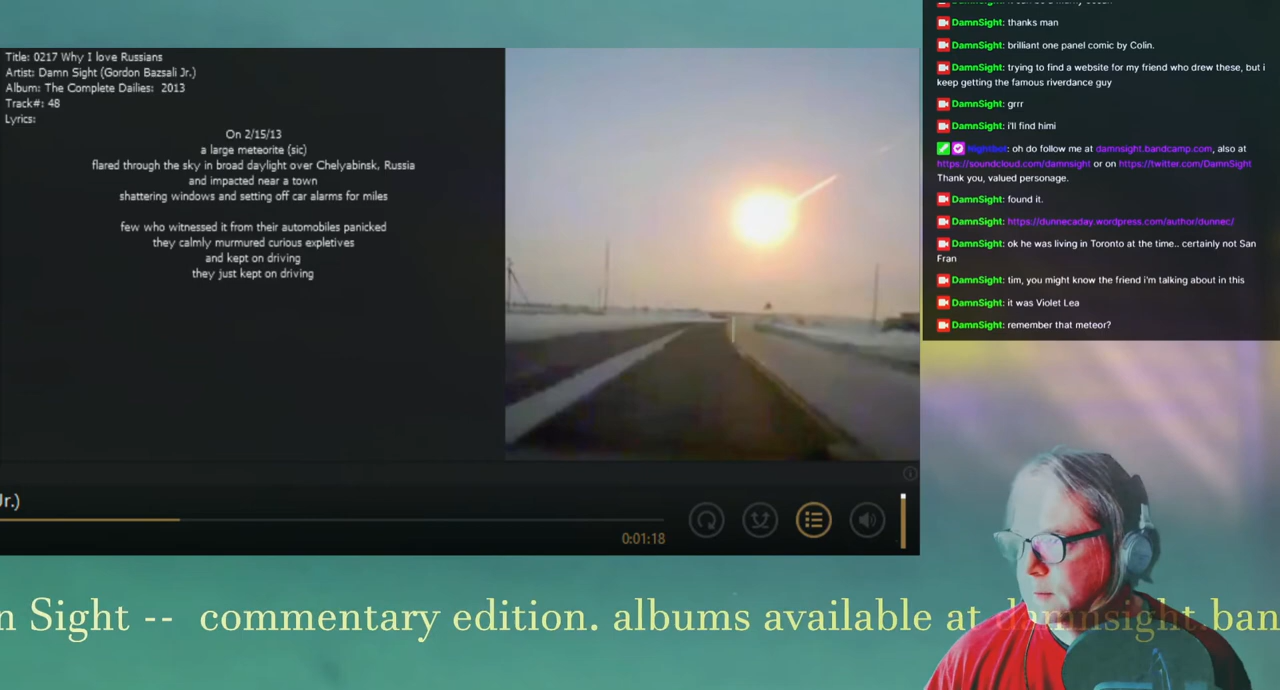 Title: 0217 Why I love Russians
Artist: Damn Sight (Gordon Bazsali Jr.)
Album: The Complete Dailies:  2013
Track#: 48
Lyrics:
On 2/15/13
a large meteorite (sic)
flared through the sky in broad daylight over Chelyabinsk, Russia
and impacted near a town
shattering windows and setting off car alarms for miles
few who witnessed it from their automobiles panicked
they calmly murmured curious expletives
and kept on driving
they just kept on driving
Jr.)
0:01:18
DamnSight: thanks man
DamnSight: brilliant one panel comic by Colin.
DamnSight: trying to find a website for my friend who drew these, but i
keep getting the famous riverdance guy
DamnSight: grrr
DamnSight: i'll find himi
Nightbot: oh do follow me at damnsight.bandcamp.com, also at
https://soundcloud.com/damnsight or on https://twitter.com/DamnSight
Thank you, valued personage.
DamnSight: found it.
DamnSight: https://dunnecaday.wordpress.com/author/dunnec/
DamnSight: ok he was living in Toronto at the time.. certainly not San
Fran
DamnSight: tim, you might know the friend i'm talking about in this
DamnSight: it was Violet Lea
DamnSight: remember that meteor?
n Sight --  commentary edition. albums available at damnsight.ban